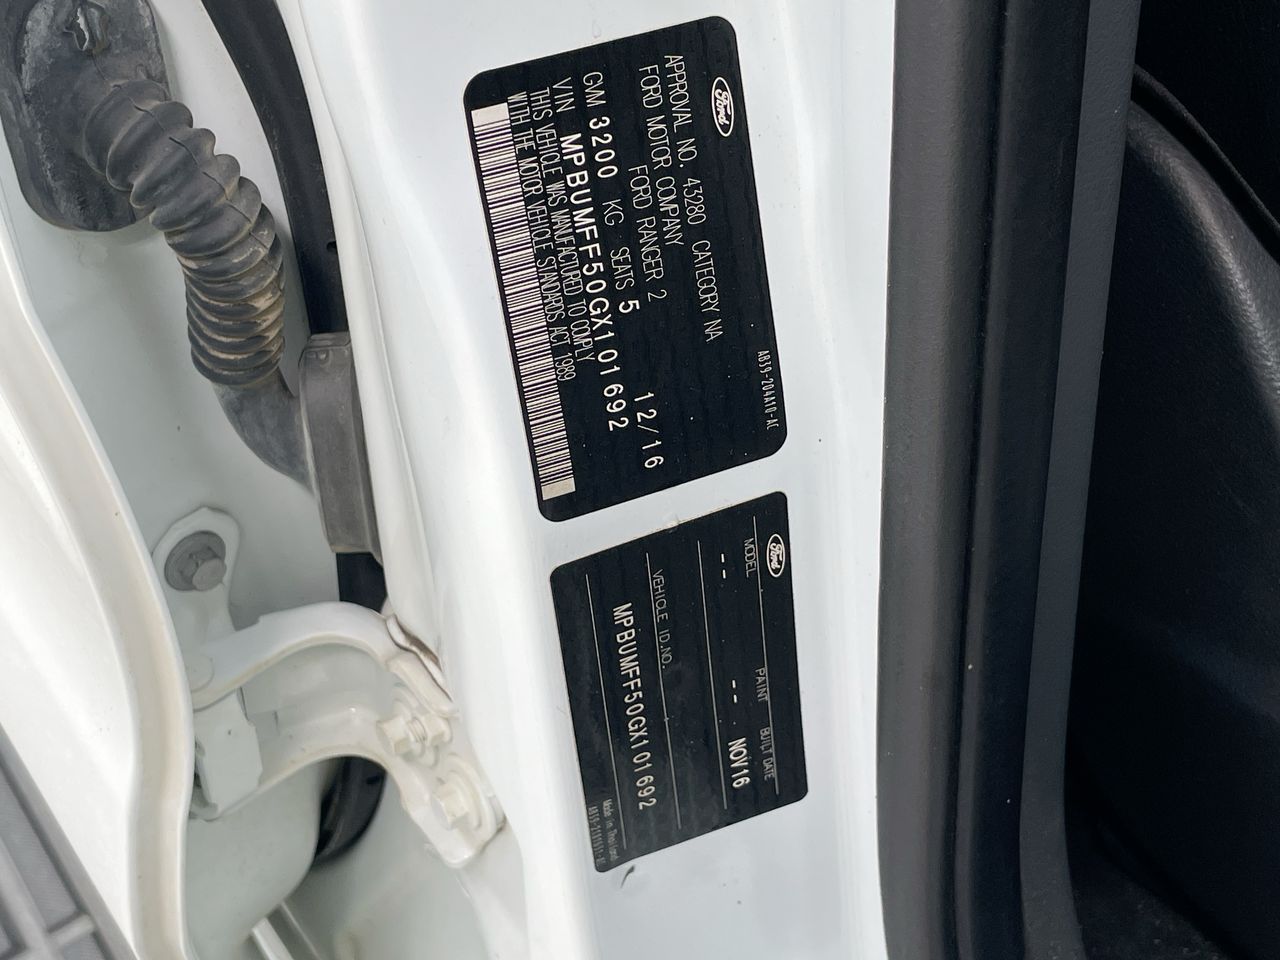 Ford
AB39-204A10-AC
APPROVAL NO. 43280 CATEGORY NA
FORD MOTOR COMPANY
FORD RANGER 2
12/16
GVM 3200 KG SEATS 5
VIN MPBUMFF50GX101692
THIS VEHICLE WAS MANUFACTURED TO COMPLY
WITH THE MOTOR VEHICLE STANDARDS ACT 1989
Ford
MODEL PAINT BUILT DATE
-- -- NOV16
VEHICLE ID.NO.
MPBUMFF50GX101692
Made in Thailand